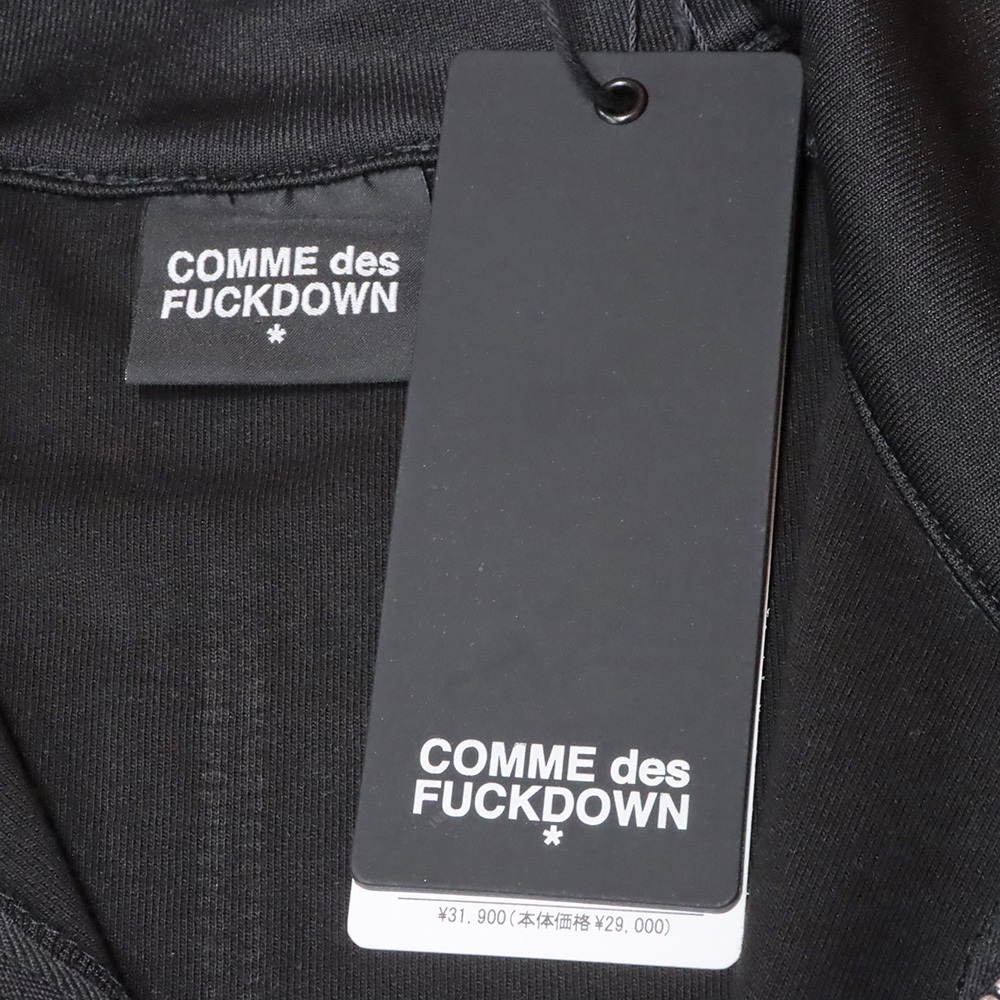 COMME des
FUCKDOWN
*
COMME des
FUCKDOWN
*
¥31,900(本体価格¥29,000)